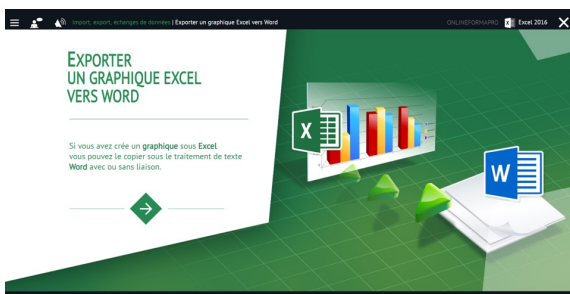 Import, export, échanges de données | Exporter un graphique Excel vers Word
ONLINEFORMAPRO
Excel 2016
EXPORTER
UN GRAPHIQUE EXCEL
VERS WORD
Si vous avez crée un graphique sous Excel
vous pouvez le copier sous le traitement de texte
Word avec ou sans liaison.
X
W